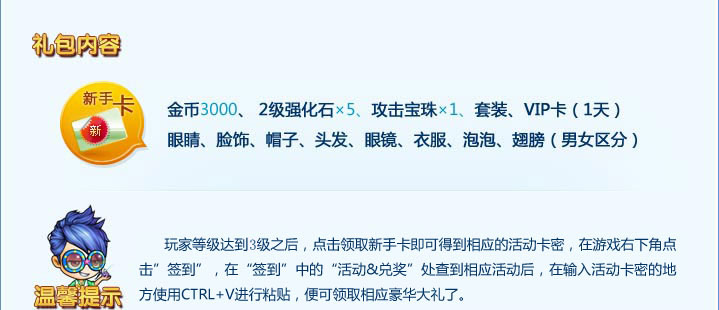 礼包内容
新手卡
新
金币3000、 2级强化石×5、攻击宝珠×1、套装、VIP卡（1天）
眼睛、脸饰、帽子、头发、眼镜、衣服、泡泡、翅膀（男女区分）
玩家等级达到3级之后，点击领取新手卡即可得到相应的活动卡密，在游戏右下角点
击“签到”，在“签到”中的“活动&兑奖”处查到相应活动后，在输入活动卡密的地
方使用CTRL+V进行粘贴，便可领取相应豪华大礼了。
温馨提示